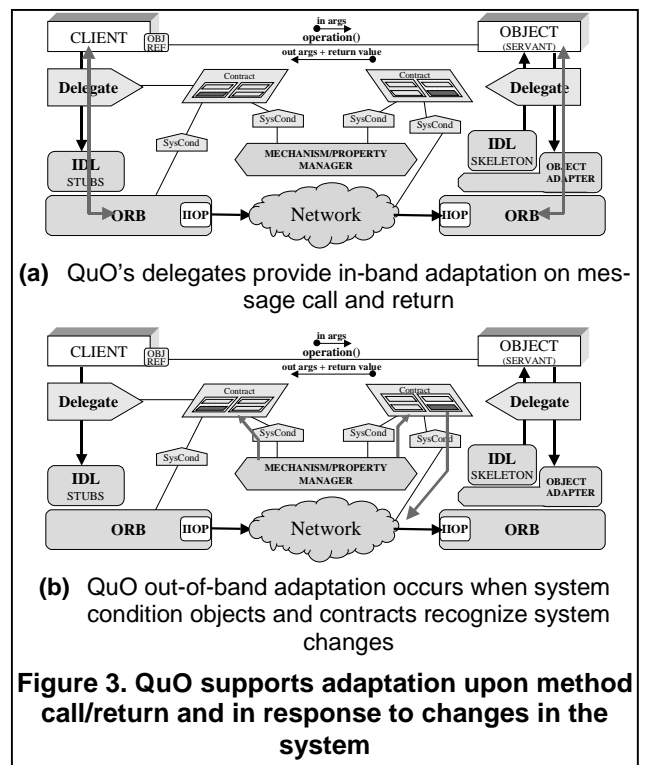 in args
CLIENT
OBJ
REF
operation()
OBJECT
(SERVANT)
out args + return value
Delegate
Contract
Contract
Delegate
SysCond
SysCond
SysCond
SysCond
IDL
STUBS
MECHANISM/PROPERTY
MANAGER
IDL
SKELETON
OBJECT
ADAPTER
ORB
IIOP
Network
IIOP
ORB
(a) QuO's delegates provide in-band adaptation on mes-
sage call and return
in args
CLIENT
OBJ
REF
operation()
OBJECT
(SERVANT)
out args + return value
Delegate
Contract
Contract
Delegate
SysCond
SysCond
SysCond
SysCond
IDL
STUBS
MECHANISM/PROPERTY
MANAGER
IDL
SKELETON
OBJECT
ADAPTER
ORB
IIOP
Network
IIOP
ORB
(b) QuO out-of-band adaptation occurs when system
condition objects and contracts recognize system
changes
Figure 3. QuO supports adaptation upon method
call/return and in response to changes in the
system